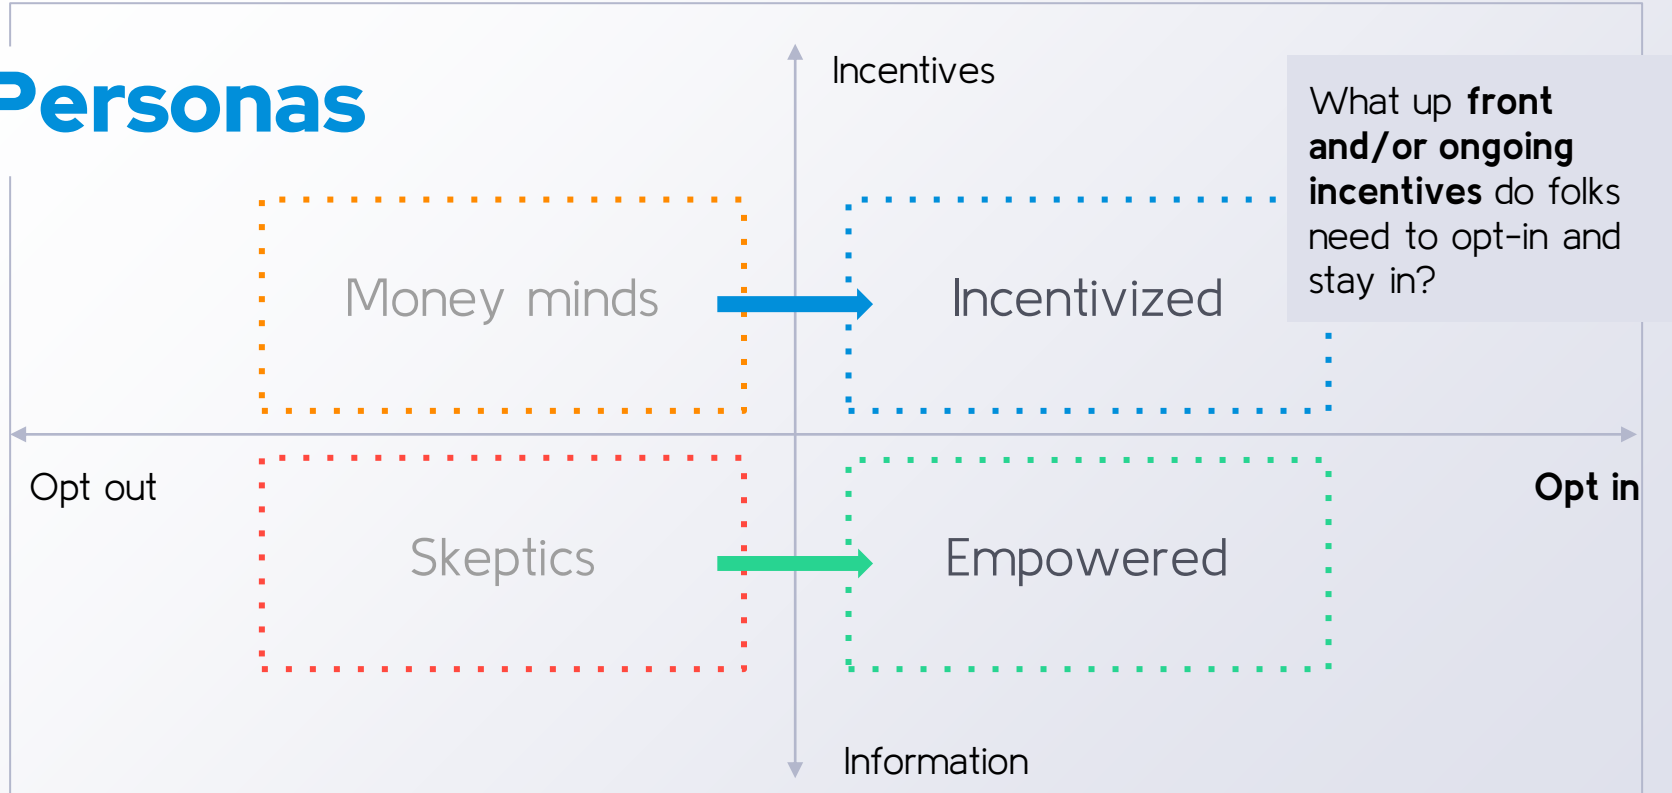 Personas
Incentives
What up front
and/or ongoing
incentives do folks
need to opt-in and
stay in?
Money minds
Incentivized
Opt out
Opt in
Skeptics
Empowered
Information